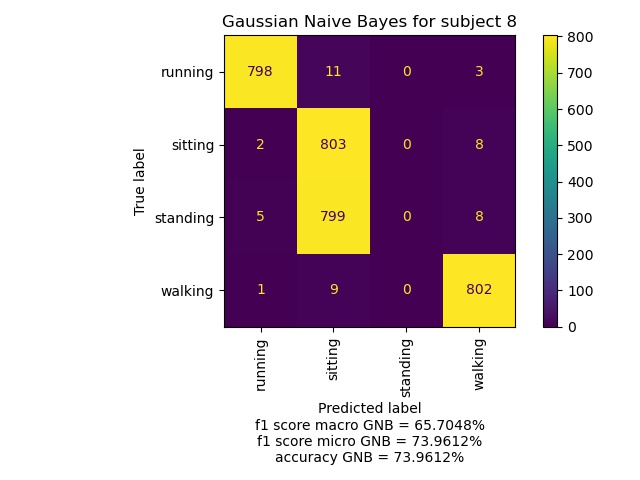 Gaussian Naive Bayes for subject 8
True label
running 798 11 0 3
sitting 2 803 0 8
standing 5 799 0 8
walking 1 9 0 802
running sitting standing walking
Predicted label
f1 score macro GNB = 65.7048%
f1 score micro GNB = 73.9612%
accuracy GNB = 73.9612%
800
700
600
500
400
300
200
100
0